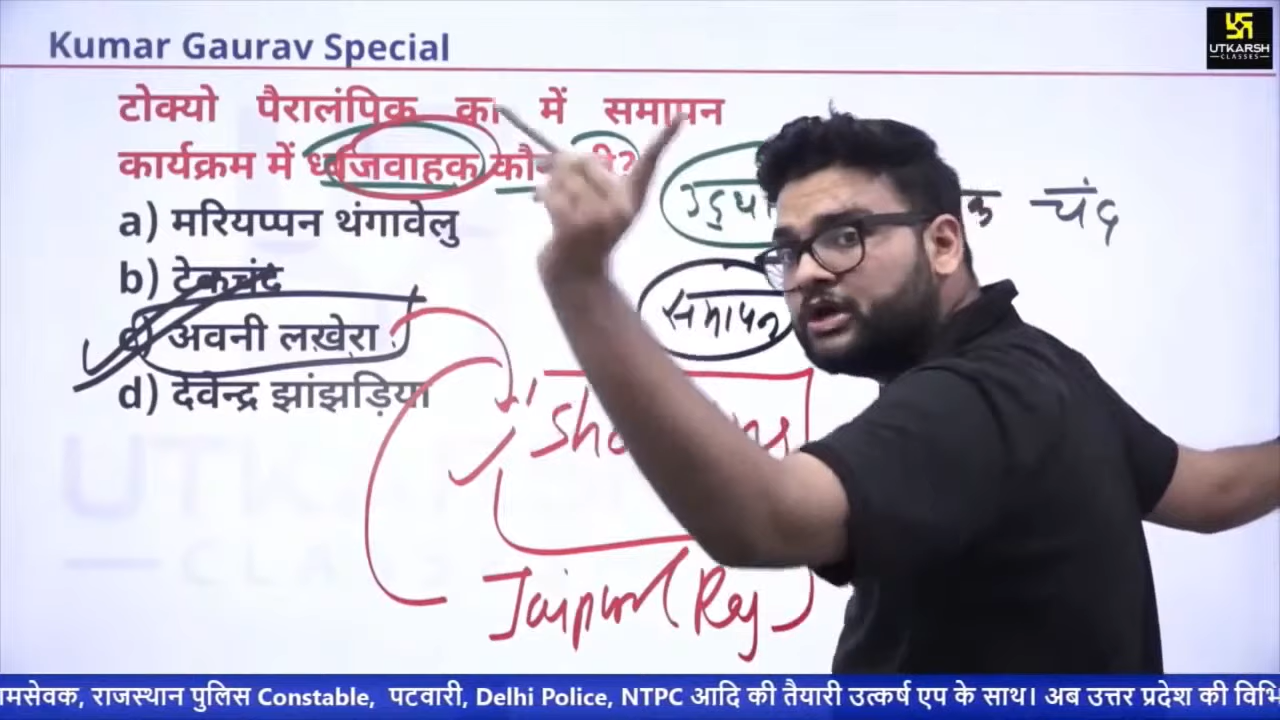 Kumar Gaurav Special
UTKARSH
CLASSES
टोक्यो पैरालंपिक का में समापन
कार्यक्रम में ध्वजवाहक
a) मरियप्पन थंगावेलु
b) टेकचंद
c) अवनी लखेरा
d) देवेन्द्र झांझड़िया
चंद
समापन
Jaipur (Raj
UTKARSH
CLASSES
ामसेवक, राजस्थान पुलिस Constable, पटवारी, Delhi Police, NTPC आदि की तैयारी उत्कर्ष एप के साथ। अब उत्तर प्रदेश की विभि